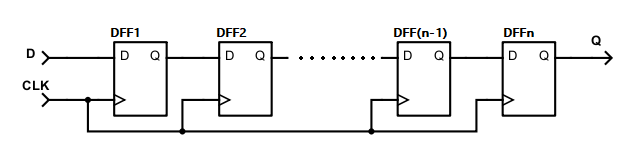 DFF1 DFF2 DFF(n-1) DFFn
D D Q D Q D Q D Q Q
CLK